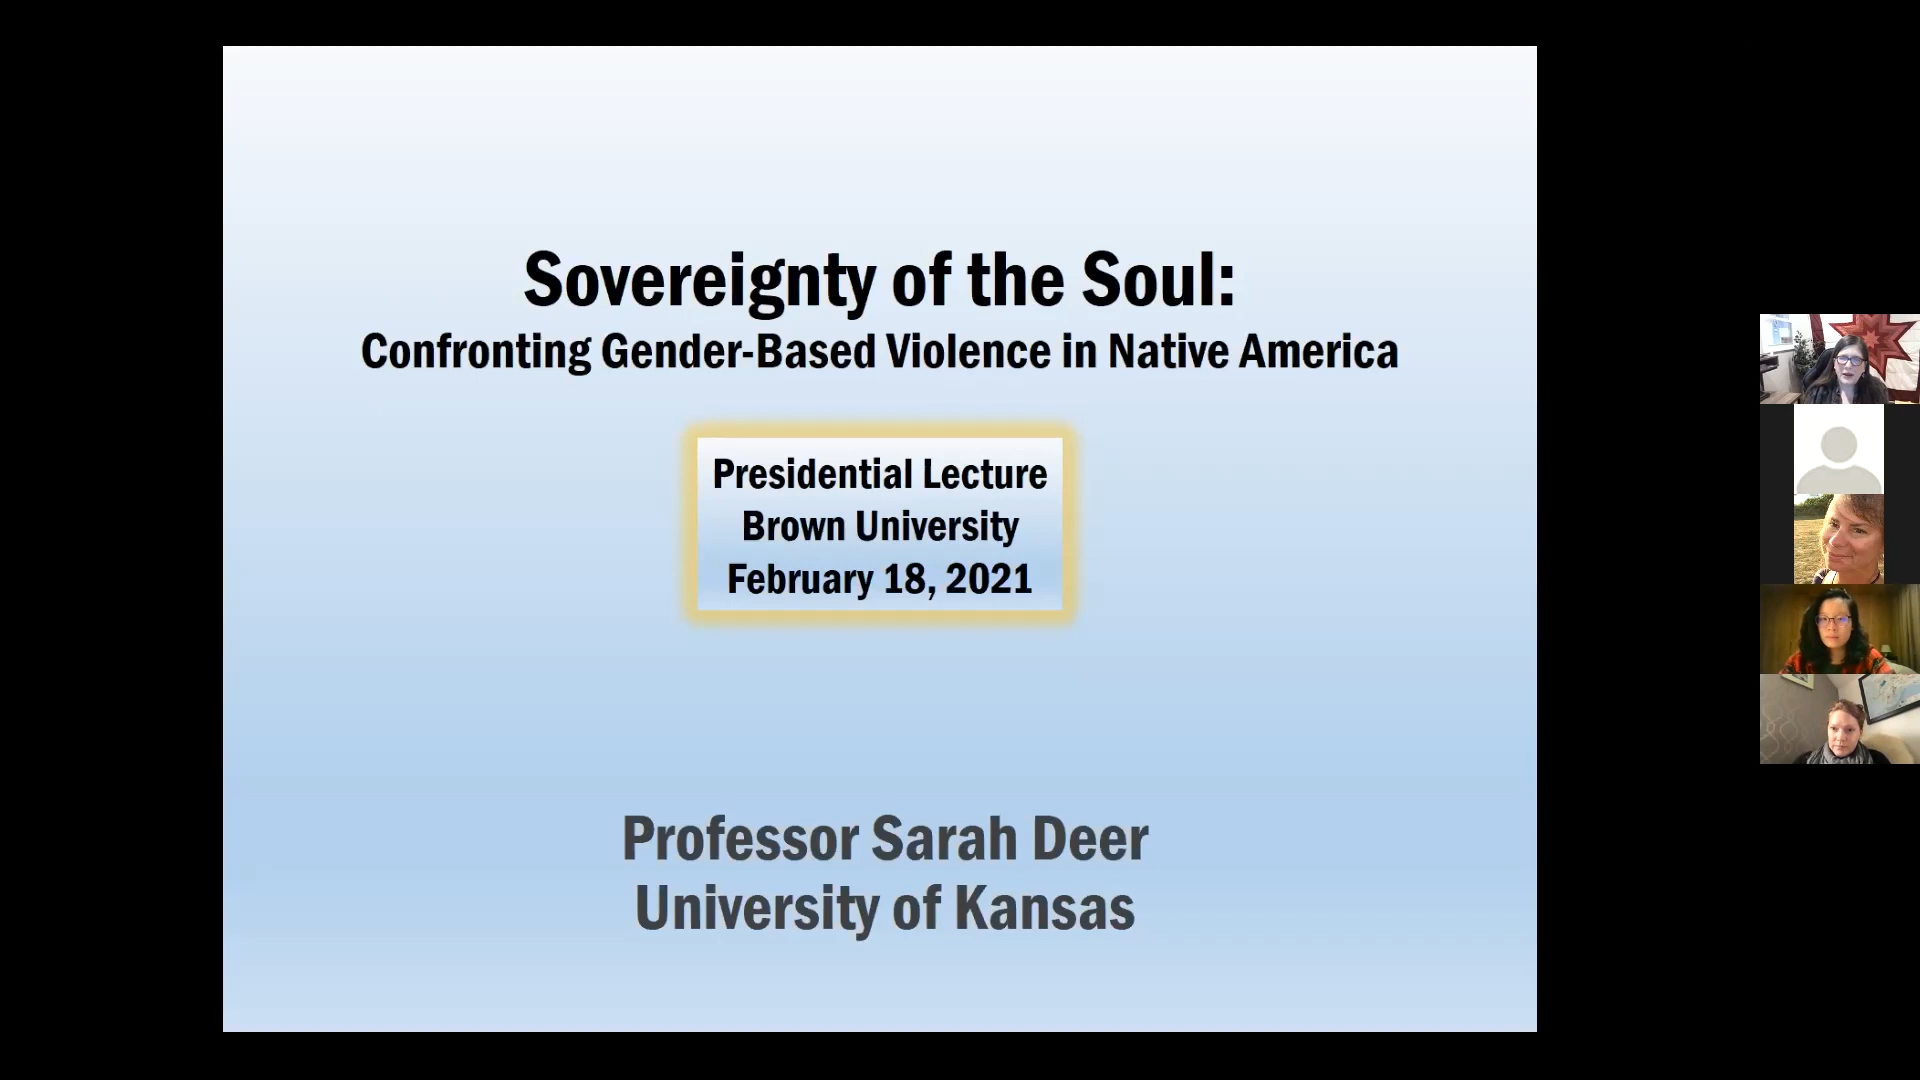 Sovereignty of the Soul:
Confronting Gender-Based Violence in Native America
Presidential Lecture
Brown University
February 18, 2021
Professor Sarah Deer
University of Kansas